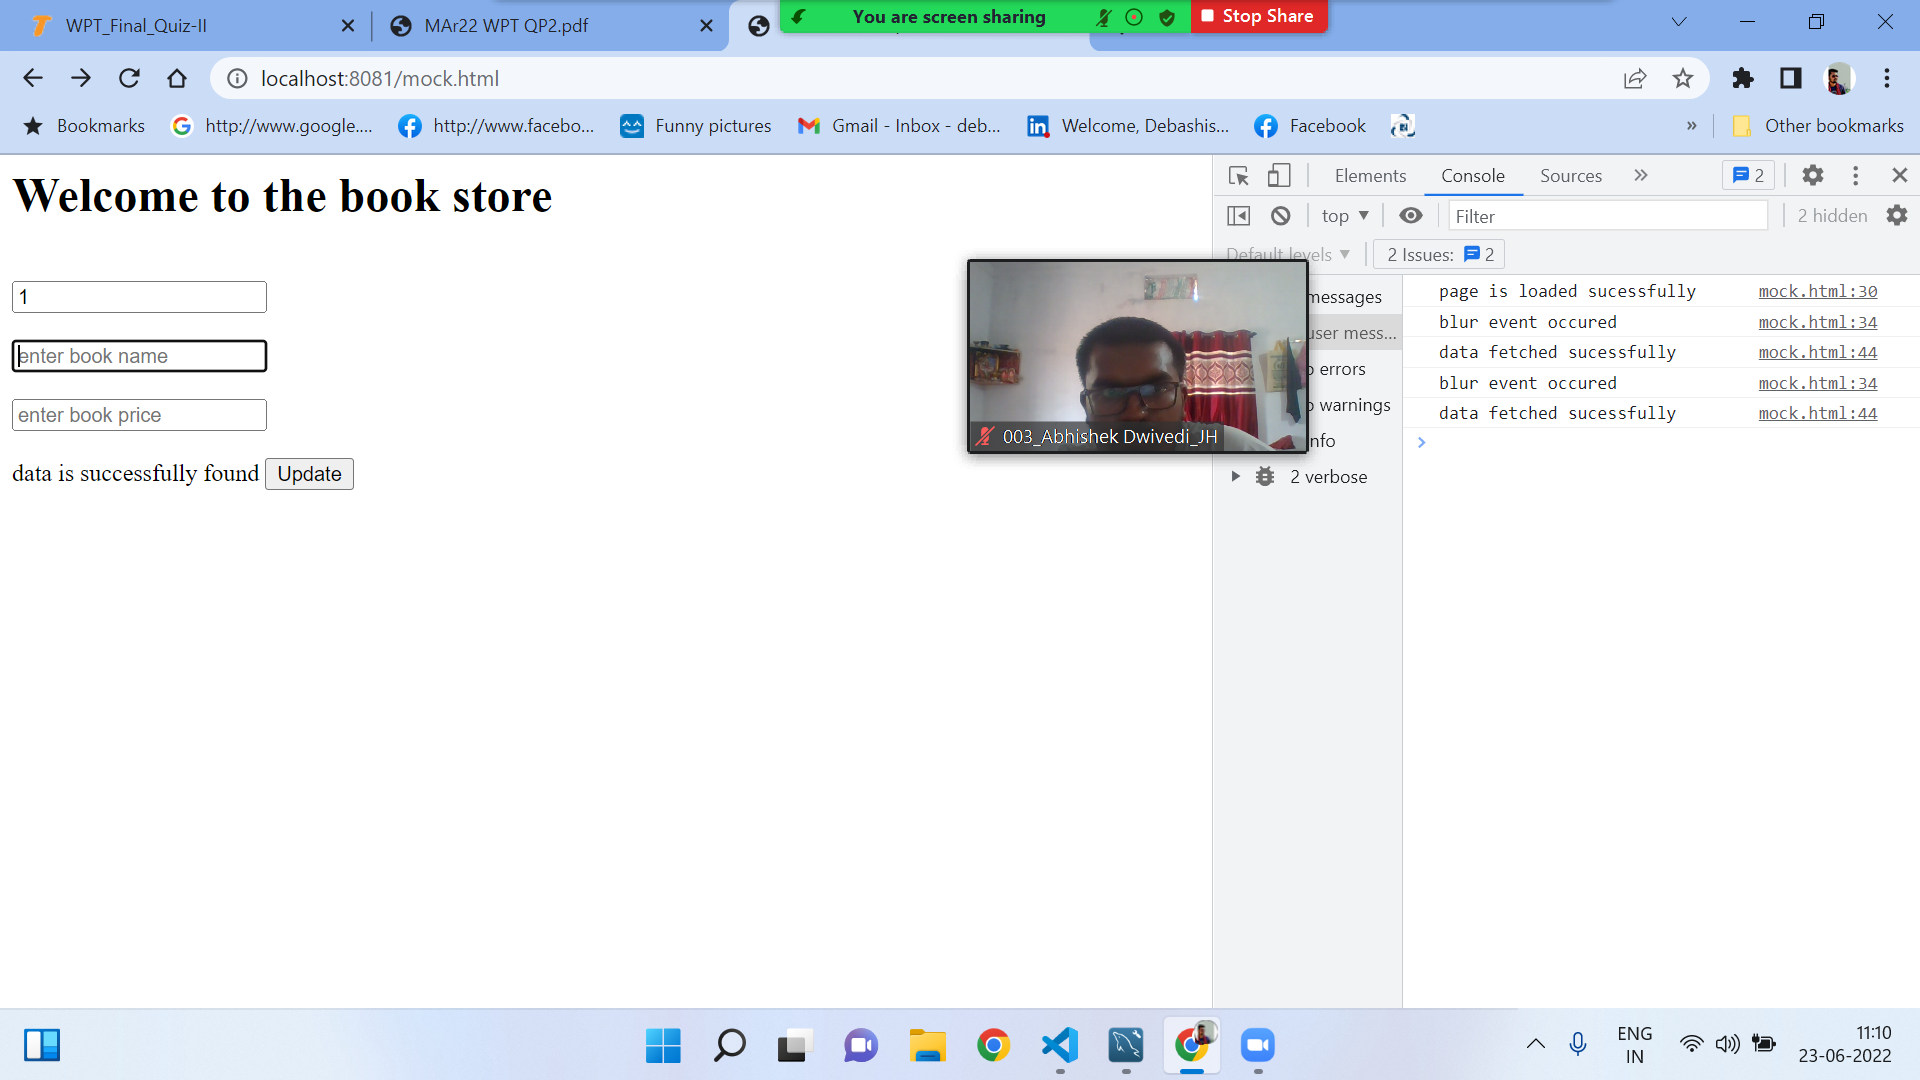 WPT_Final_Quiz-II
MAr22 WPT QP2.pdf
You are screen sharing
Stop Share
localhost:8081/mock.html
Bookmarks
http://www.google....
http://www.facebo...
Funny pictures
Gmail - Inbox - deb...
Welcome, Debashis...
Facebook
»
Other bookmarks
Welcome to the book store
1
enter book name
enter book price
data is successfully found
Update
Elements
Console
Sources
»
2
top
Filter
2 hidden
Default levels
2 Issues:
2
messages
user mess...
errors
warnings
2 verbose
page is loaded sucessfully mock.html:30
blur event occured mock.html:34
data fetched sucessfully mock.html:44
blur event occured mock.html:34
data fetched sucessfully mock.html:44
003_Abhishek Dwivedi_JH
ENG
IN
11:10
23-06-2022